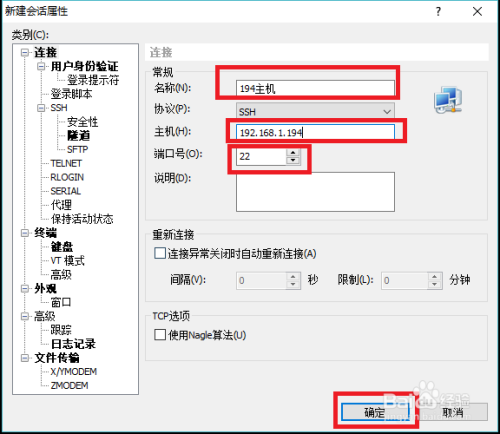 新建会话属性
类别(C):
连接
用户身份验证
登录提示符
登录脚本
SSH
安全性
隧道
SFTP
TELNET
RLOGIN
SERIAL
代理
保持活动状态
终端
键盘
VT 模式
高级
外观
窗口
高级
跟踪
日志记录
文件传输
X/YMODEM
ZMODEM
连接
常规
名称(N):
194主机
协议(P):
SSH
主机(H):
192.168.1.194
端口号(O):
22
说明(D):
重新连接
连接异常关闭时自动重新连接(A)
间隔(V): 0 秒 限制(L): 0 分钟
TCP选项
使用Nagle算法(U)
确定
取消
Baidu经验